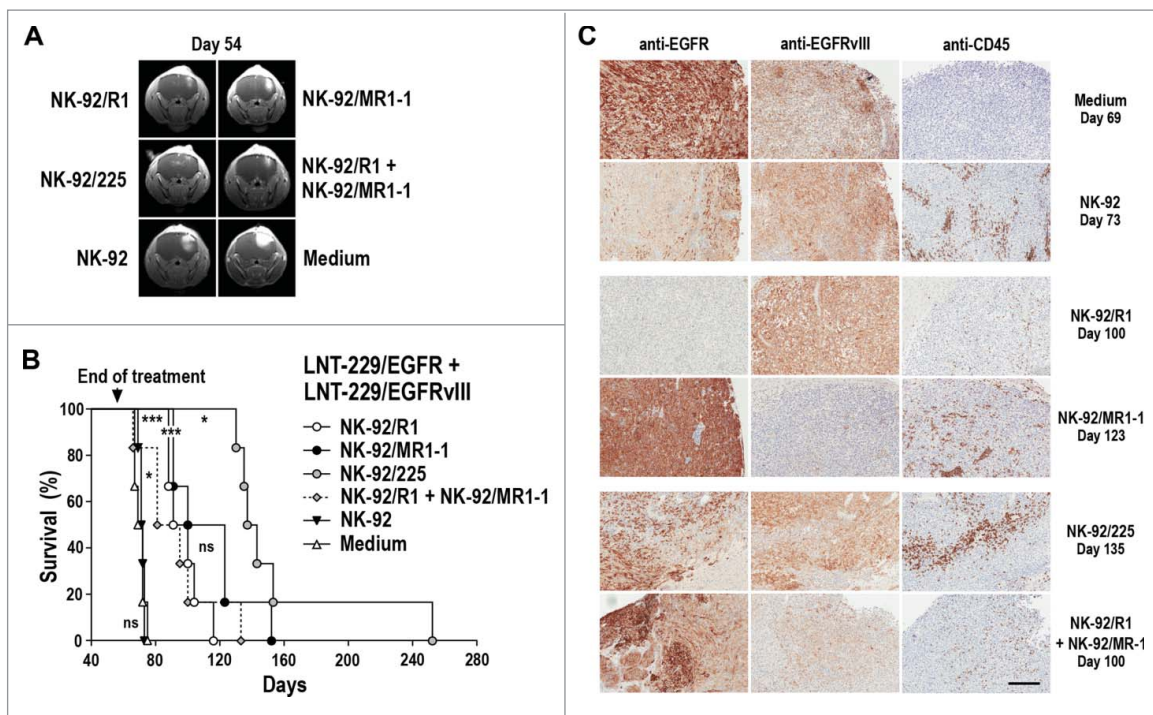 A
Day 54
NK-92/R1
NK-92/MR1-1
NK-92/225
NK-92/R1 +
NK-92/MR1-1
NK-92
Medium
B
End of treatment
LNT-229/EGFR +
LNT-229/EGFRvIII
NK-92/R1
NK-92/MR1-1
NK-92/225
NK-92/R1 + NK-92/MR1-1
NK-92
Medium
Survival (%)
100
80
60
40
20
0
***
***
*
*
ns
ns
40
80
120
160
200
240
280
Days
C
anti-EGFR
anti-EGFRvIII
anti-CD45
Medium
Day 69
NK-92
Day 73
NK-92/R1
Day 100
NK-92/MR1-1
Day 123
NK-92/225
Day 135
NK-92/R1
+ NK-92/MR-1
Day 100